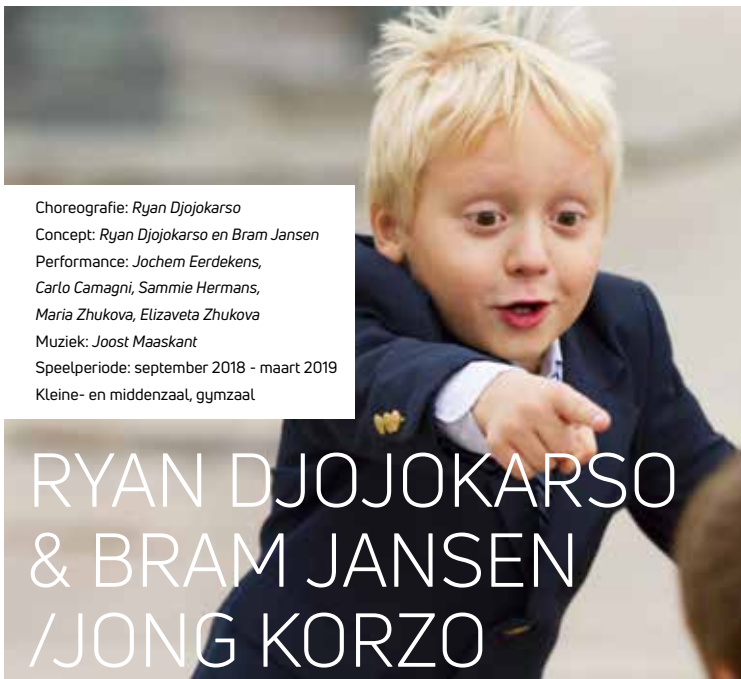 Choreografie: Ryan Djojokarso
Concept: Ryan Djojokarso en Bram Jansen
Performance: Jochem Eerdekens,
Carlo Camagni, Sammie Hermans,
Maria Zhukova, Elizaveta Zhukova
Muziek: Joost Maaskant
Speelperiode: september 2018 - maart 2019
Kleine- en middenzaal, gymzaal
RYAN DJOJOKARSO
& BRAM JANSEN
/JONG KORZO